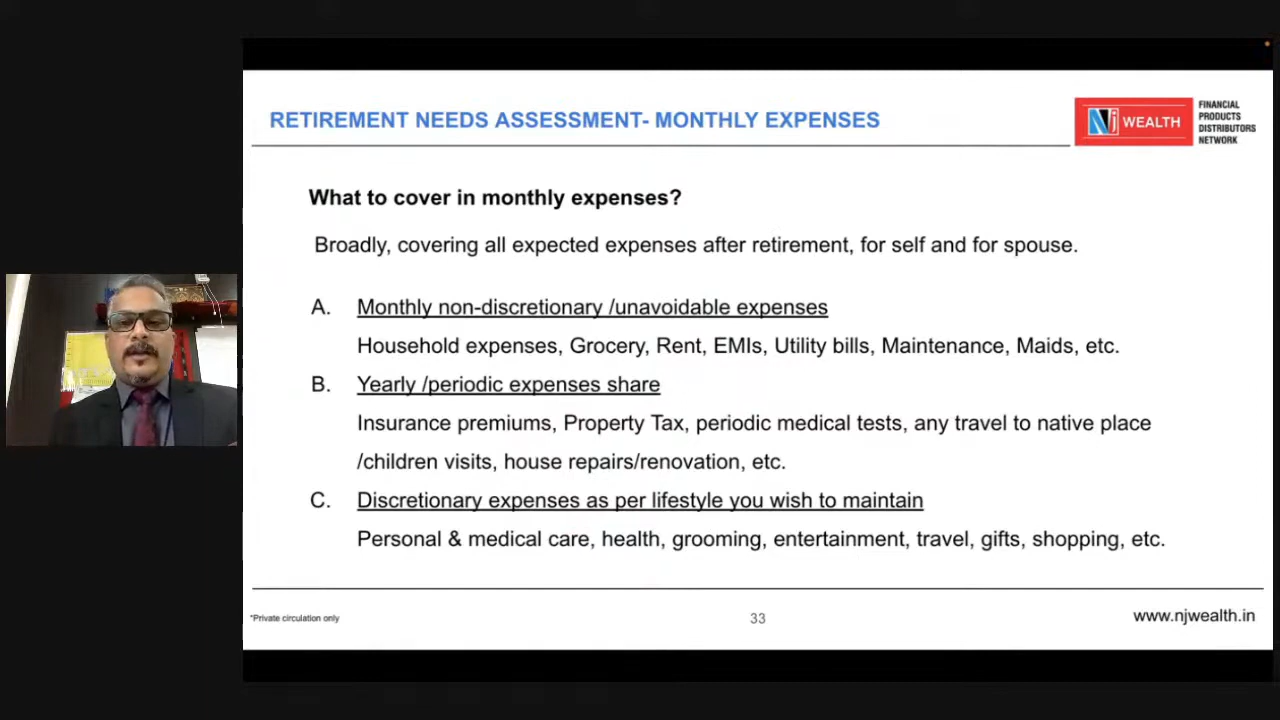 RETIREMENT NEEDS ASSESSMENT- MONTHLY EXPENSES
NJ WEALTH
FINANCIAL
PRODUCTS
DISTRIBUTORS
NETWORK
What to cover in monthly expenses?
Broadly, covering all expected expenses after retirement, for self and for spouse.
A. Monthly non-discretionary /unavoidable expenses
Household expenses, Grocery, Rent, EMIs, Utility bills, Maintenance, Maids, etc.
B. Yearly /periodic expenses share
Insurance premiums, Property Tax, periodic medical tests, any travel to native place
/children visits, house repairs/renovation, etc.
C. Discretionary expenses as per lifestyle you wish to maintain
Personal & medical care, health, grooming, entertainment, travel, gifts, shopping, etc.
*Private circulation only
33
www.njwealth.in